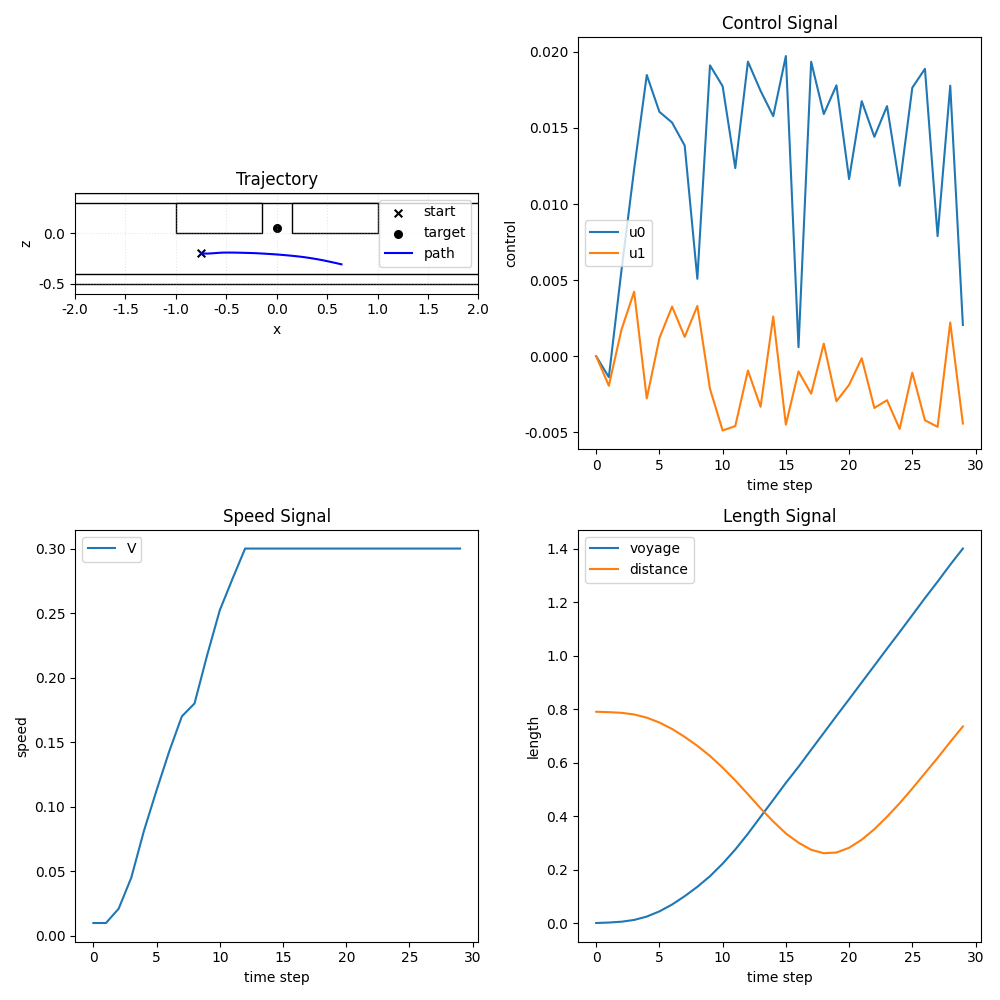 Trajectory
start
target
path
0.0
-0.5
z
-2.0 -1.5 -1.0 -0.5 0.0 0.5 1.0 1.5 2.0
x
Control Signal
0.020
0.015
0.010
0.005
0.000
-0.005
control
u0
u1
0 5 10 15 20 25 30
time step
Speed Signal
V
0.30
0.25
0.20
0.15
0.10
0.05
0.00
speed
0 5 10 15 20 25 30
time step
Length Signal
voyage
distance
1.4
1.2
1.0
0.8
0.6
0.4
0.2
0.0
length
0 5 10 15 20 25 30
time step